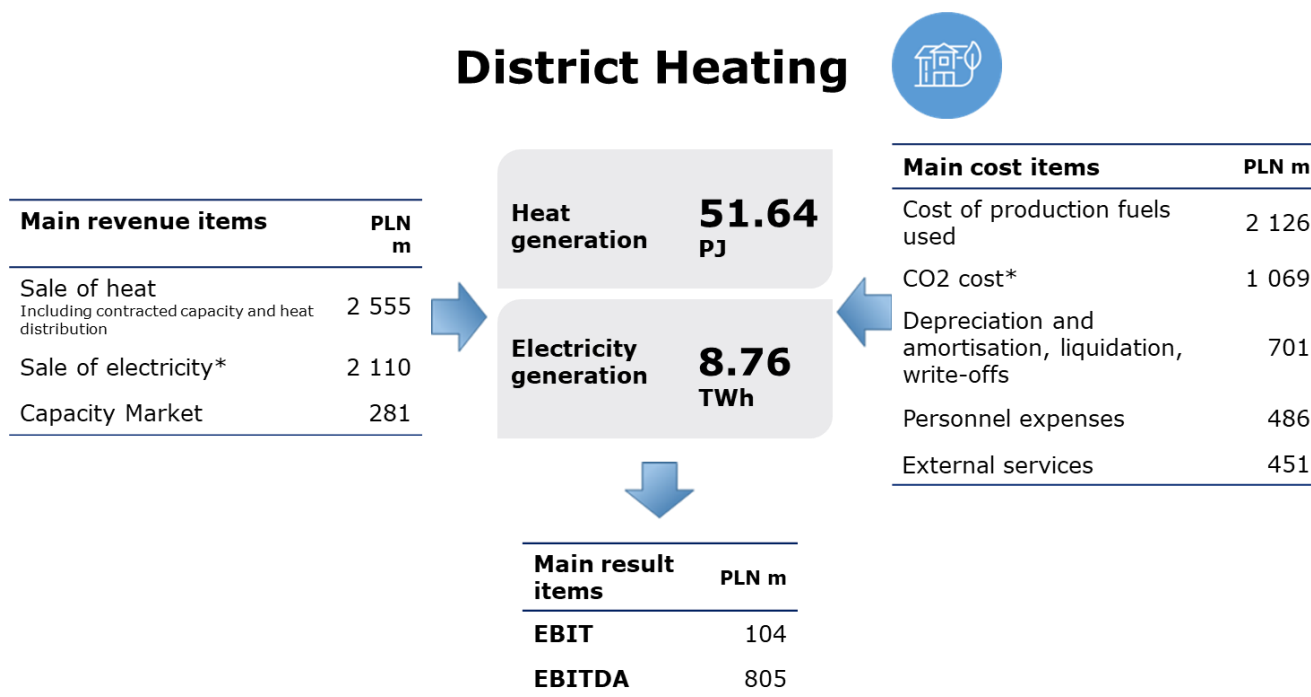 District Heating
Main revenue items PLN
m
Sale of heat
Including contracted capacity and heat
distribution
2 555
Sale of electricity* 2 110
Capacity Market 281
Heat
generation
51.64
PJ
Electricity
generation
8.76
TWh
Main cost items PLN m
Cost of production fuels
used
2 126
CO2 cost* 1 069
Depreciation and
amortisation, liquidation,
write-offs
701
Personnel expenses 486
External services 451
Main result
items
PLN m
EBIT 104
EBITDA 805